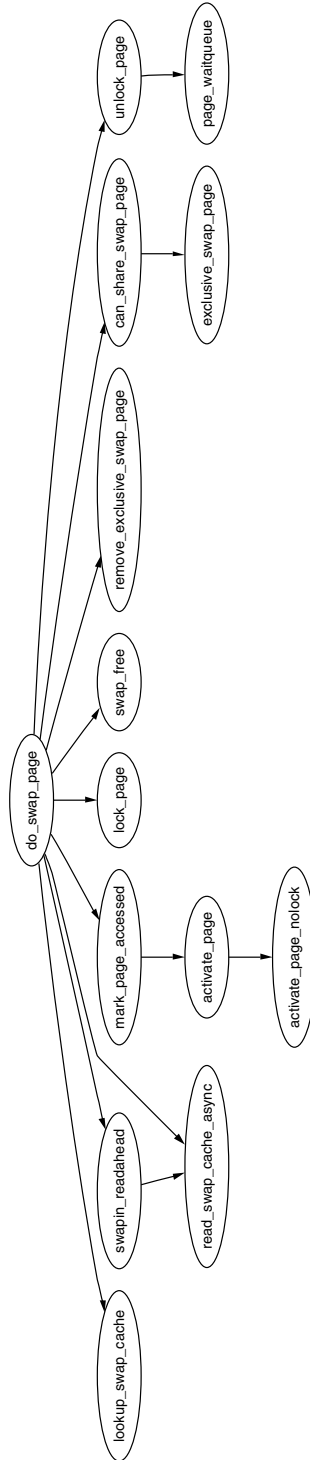 do_swap_page
lookup_swap_cache
swapin_readahead
mark_page_accessed
lock_page
swap_free
remove_exclusive_swap_page
can_share_swap_page
unlock_page
read_swap_cache_async
activate_page
exclusive_swap_page
page_waitqueue
activate_page_nolock